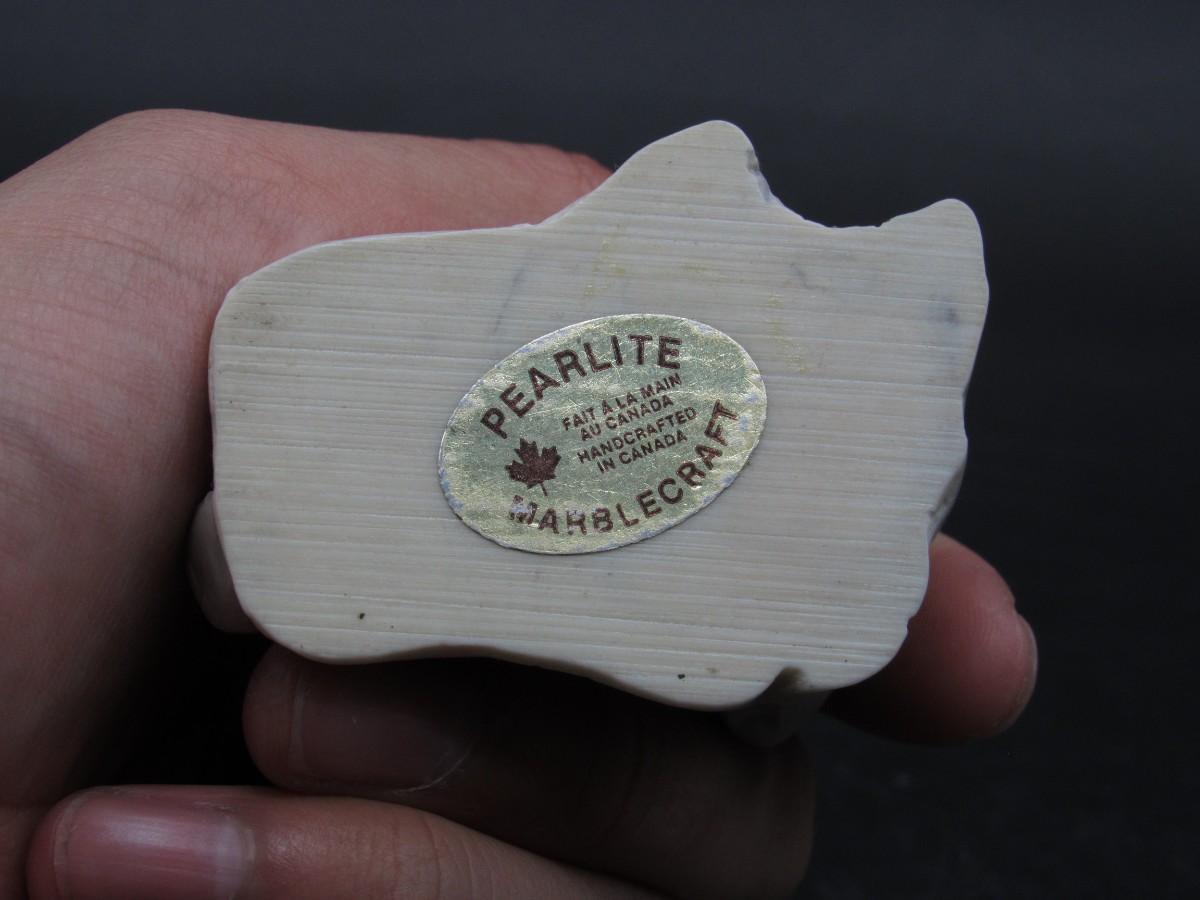 PEARLITE
FAIT À LA MAIN
AU CANADA
HANDCRAFTED
IN CANADA
MARBLECRAFT